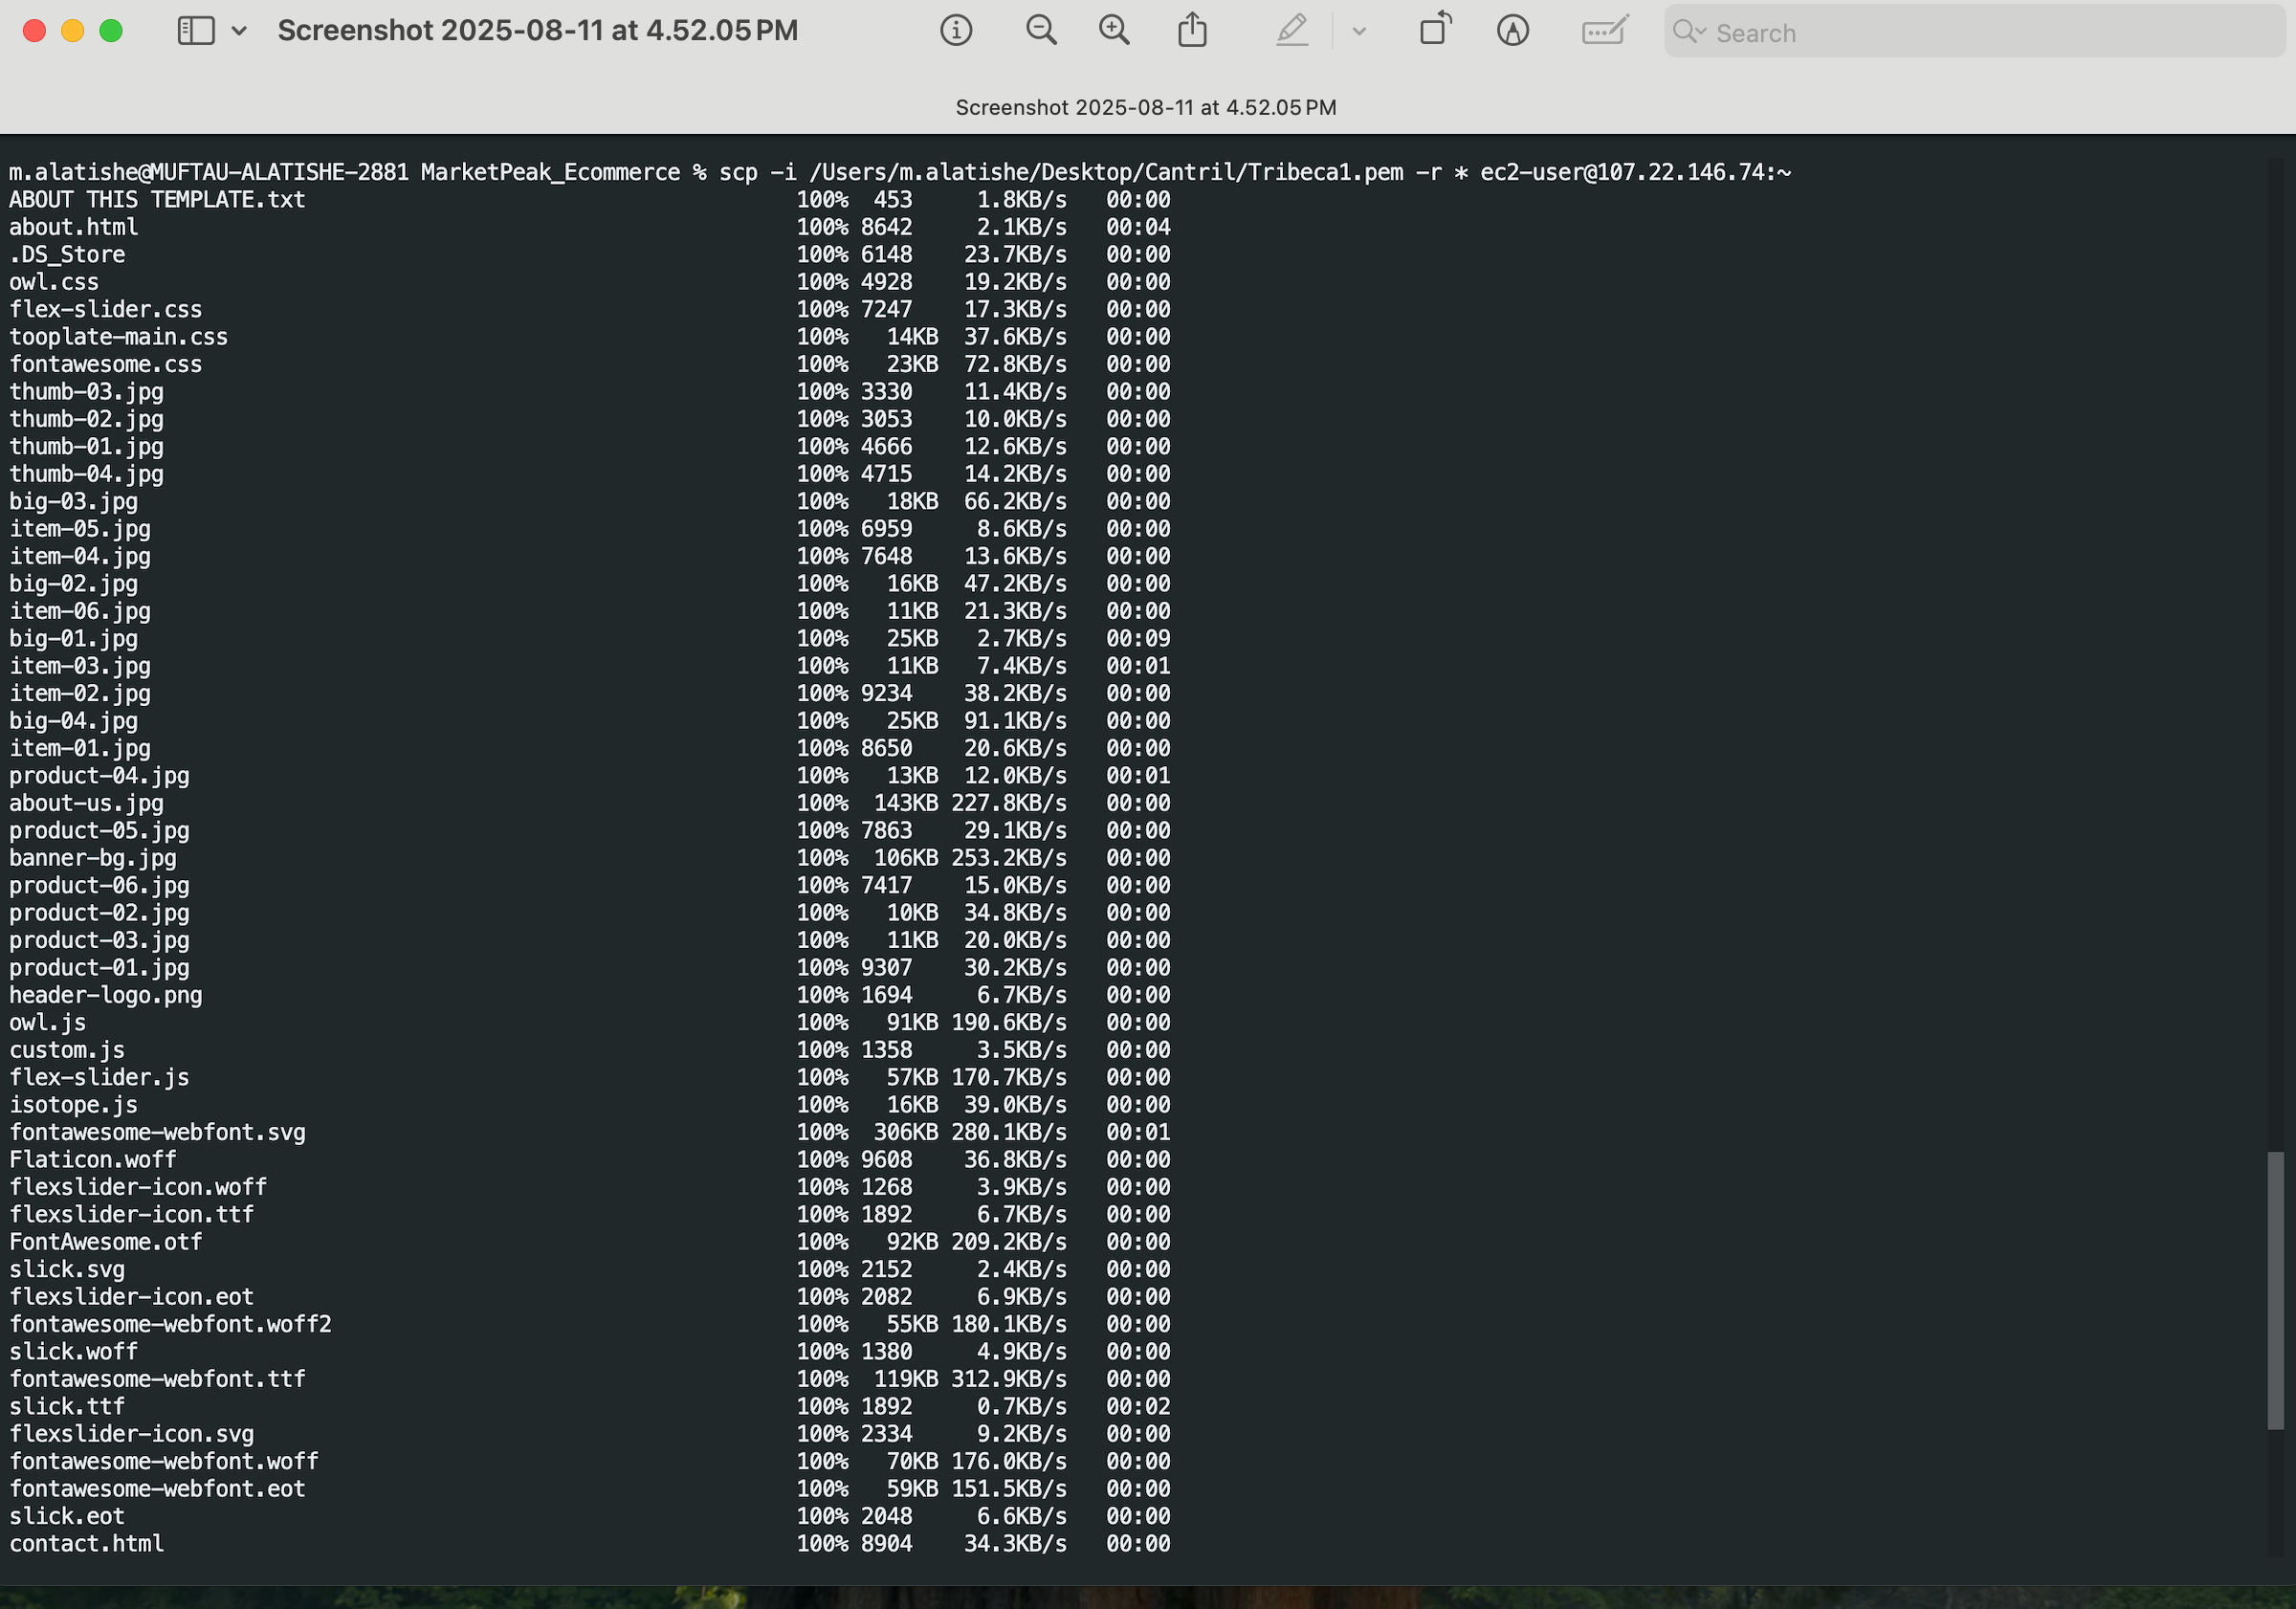 Screenshot 2025-08-11 at 4.52.05 PM
Search
Screenshot 2025-08-11 at 4.52.05 PM
m.alatishe@MUFTAU-ALATISHE-2881 MarketPeak_Ecommerce % scp -i /Users/m.alatishe/Desktop/Cantril/Tribeca1.pem -r * ec2-user@107.22.146.74:~
ABOUT THIS TEMPLATE.txt 100% 453 1.8KB/s 00:00
about.html 100% 8642 2.1KB/s 00:04
.DS_Store 100% 6148 23.7KB/s 00:00
owl.css 100% 4928 19.2KB/s 00:00
flex-slider.css 100% 7247 17.3KB/s 00:00
tooplate-main.css 100% 14KB 37.6KB/s 00:00
fontawesome.css 100% 23KB 72.8KB/s 00:00
thumb-03.jpg 100% 3330 11.4KB/s 00:00
thumb-02.jpg 100% 3053 10.0KB/s 00:00
thumb-01.jpg 100% 4666 12.6KB/s 00:00
thumb-04.jpg 100% 4715 14.2KB/s 00:00
big-03.jpg 100% 18KB 66.2KB/s 00:00
item-05.jpg 100% 6959 8.6KB/s 00:00
item-04.jpg 100% 7648 13.6KB/s 00:00
big-02.jpg 100% 16KB 47.2KB/s 00:00
item-06.jpg 100% 11KB 21.3KB/s 00:00
big-01.jpg 100% 25KB 2.7KB/s 00:09
item-03.jpg 100% 11KB 7.4KB/s 00:01
item-02.jpg 100% 9234 38.2KB/s 00:00
big-04.jpg 100% 25KB 91.1KB/s 00:00
item-01.jpg 100% 8650 20.6KB/s 00:00
product-04.jpg 100% 13KB 12.0KB/s 00:01
about-us.jpg 100% 143KB 227.8KB/s 00:00
product-05.jpg 100% 7863 29.1KB/s 00:00
banner-bg.jpg 100% 106KB 253.2KB/s 00:00
product-06.jpg 100% 7417 15.0KB/s 00:00
product-02.jpg 100% 10KB 34.8KB/s 00:00
product-03.jpg 100% 11KB 20.0KB/s 00:00
product-01.jpg 100% 9307 30.2KB/s 00:00
header-logo.png 100% 1694 6.7KB/s 00:00
owl.js 100% 91KB 190.6KB/s 00:00
custom.js 100% 1358 3.5KB/s 00:00
flex-slider.js 100% 57KB 170.7KB/s 00:00
isotope.js 100% 16KB 39.0KB/s 00:00
fontawesome-webfont.svg 100% 306KB 280.1KB/s 00:01
Flaticon.woff 100% 9608 36.8KB/s 00:00
flexslider-icon.woff 100% 1268 3.9KB/s 00:00
flexslider-icon.ttf 100% 1892 6.7KB/s 00:00
FontAwesome.otf 100% 92KB 209.2KB/s 00:00
slick.svg 100% 2152 2.4KB/s 00:00
flexslider-icon.eot 100% 2082 6.9KB/s 00:00
fontawesome-webfont.woff2 100% 55KB 180.1KB/s 00:00
slick.woff 100% 1380 4.9KB/s 00:00
fontawesome-webfont.ttf 100% 119KB 312.9KB/s 00:00
slick.ttf 100% 1892 0.7KB/s 00:02
flexslider-icon.svg 100% 2334 9.2KB/s 00:00
fontawesome-webfont.woff 100% 70KB 176.0KB/s 00:00
fontawesome-webfont.eot 100% 59KB 151.5KB/s 00:00
slick.eot 100% 2048 6.6KB/s 00:00
contact.html 100% 8904 34.3KB/s 00:00